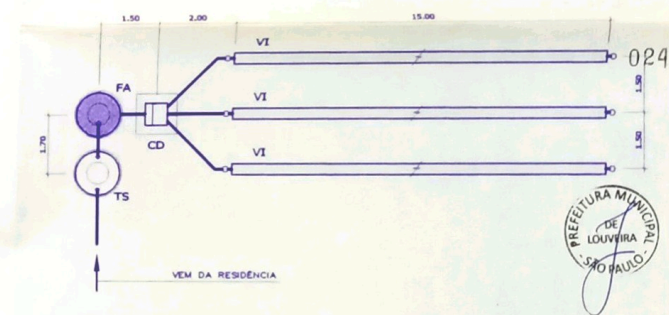 1.50
2.00
15.00
VI
024
FA
1.50
VI
1.70
CD
1.50
VI
TS
PREFEITURA MUNICIPAL
DE
LOUVEIRA
- SÃO PAULO -
VEM DA RESIDÊNCIA